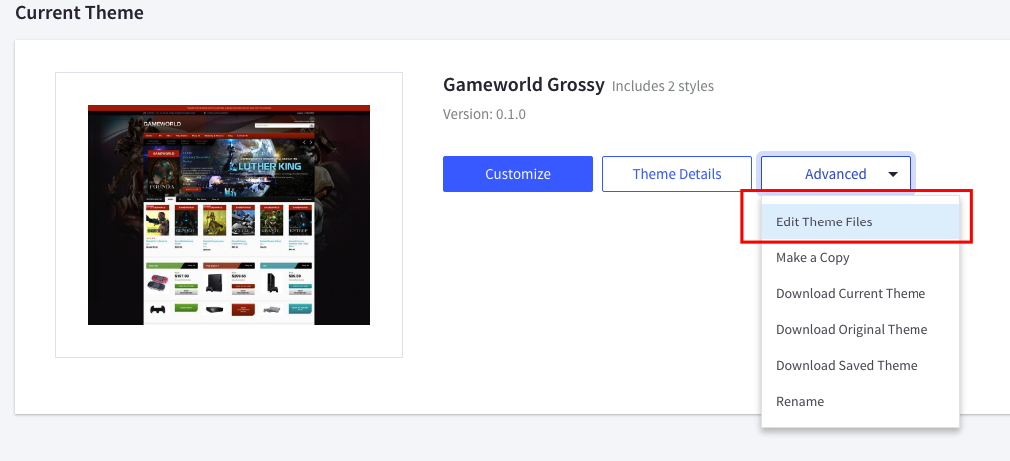 Current Theme
Gameworld Grossy Includes 2 styles
Version: 0.1.0
Customize
Theme Details
Advanced
Edit Theme Files
Make a Copy
Download Current Theme
Download Original Theme
Download Saved Theme
Rename
GAMEWORLD
LUTHER KING